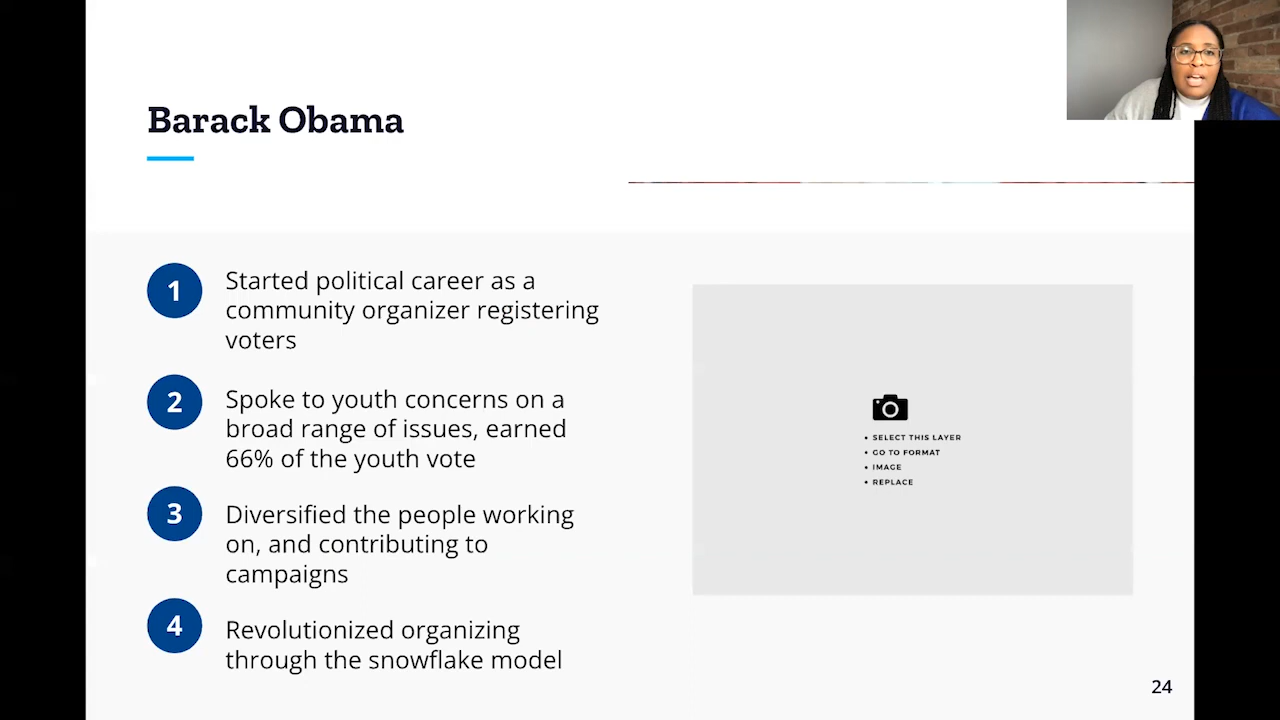 Barack Obama
1
Started political career as a
community organizer registering
voters
2
Spoke to youth concerns on a
broad range of issues, earned
66% of the youth vote
3
Diversified the people working
on, and contributing to
campaigns
4
Revolutionized organizing
through the snowflake model
• SELECT THIS LAYER
• GO TO FORMAT
• IMAGE
• REPLACE
24